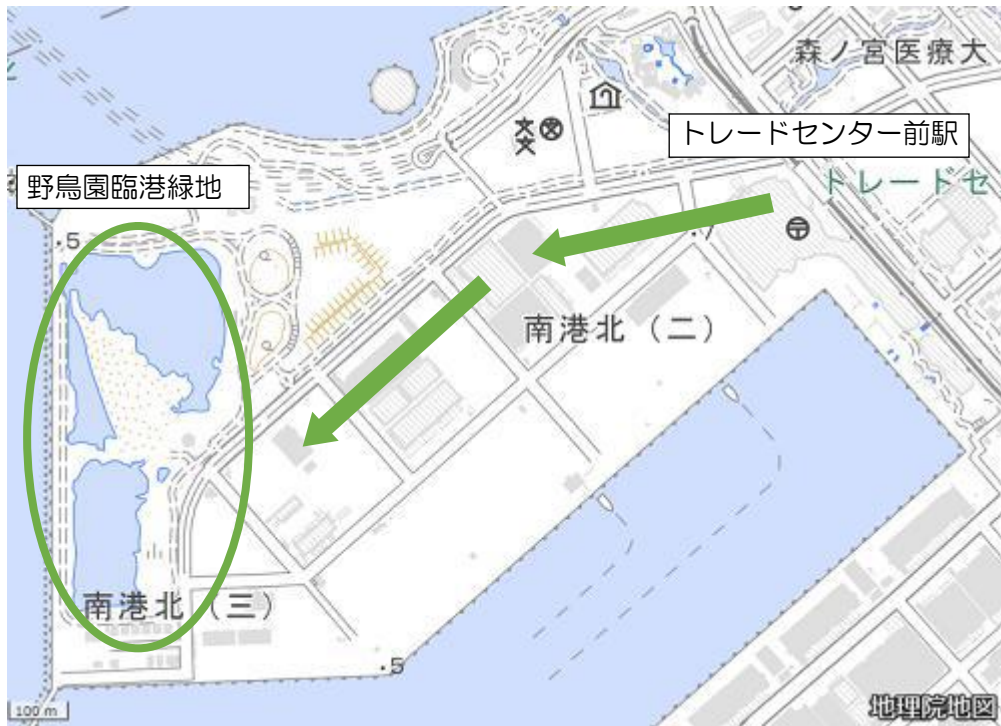 森ノ宮医療大
トレードセンター前駅
トレードセ
野鳥園臨港緑地
.5
.7
南港北（二）
南港北（三）
.5
100 m
地理院地図